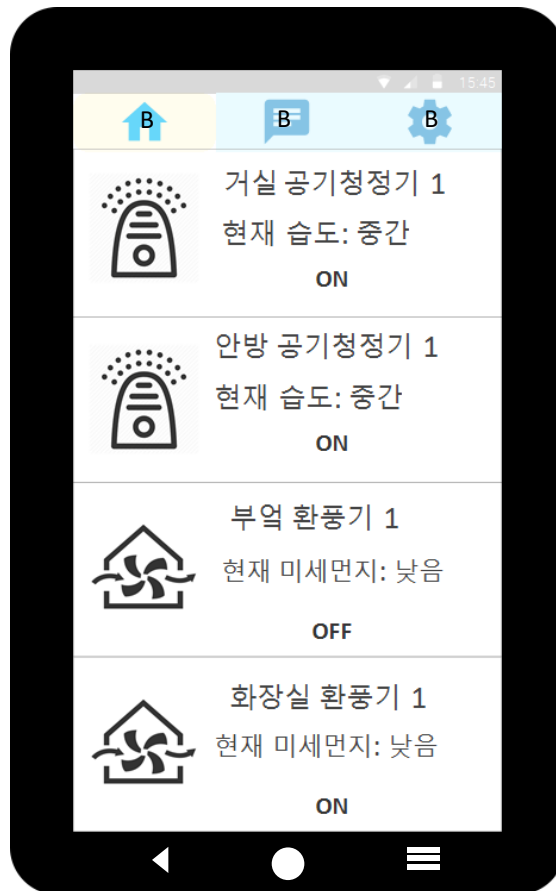 15:45
B
B
B
거실 공기청정기 1
현재 습도: 중간
ON
안방 공기청정기 1
현재 습도: 중간
ON
부엌 환풍기 1
현재 미세먼지: 낮음
OFF
화장실 환풍기 1
현재 미세먼지: 낮음
ON